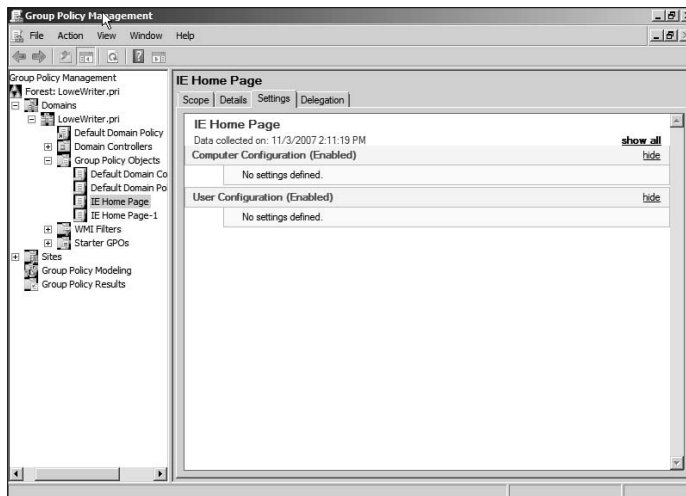 Group Policy Management
File Action View Window Help
Group Policy Management
Forest: LoweWriter.pri
Domains
LoweWriter.pri
Default Domain Policy
Domain Controllers
Group Policy Objects
Default Domain Co
Default Domain Po
IE Home Page
IE Home Page-1
WMI Filters
Starter GPOs
Sites
Group Policy Modeling
Group Policy Results
IE Home Page
Scope Details Settings Delegation
IE Home Page
Data collected on: 11/3/2007 2:11:19 PM show all
Computer Configuration (Enabled) hide
No settings defined.
User Configuration (Enabled) hide
No settings defined.